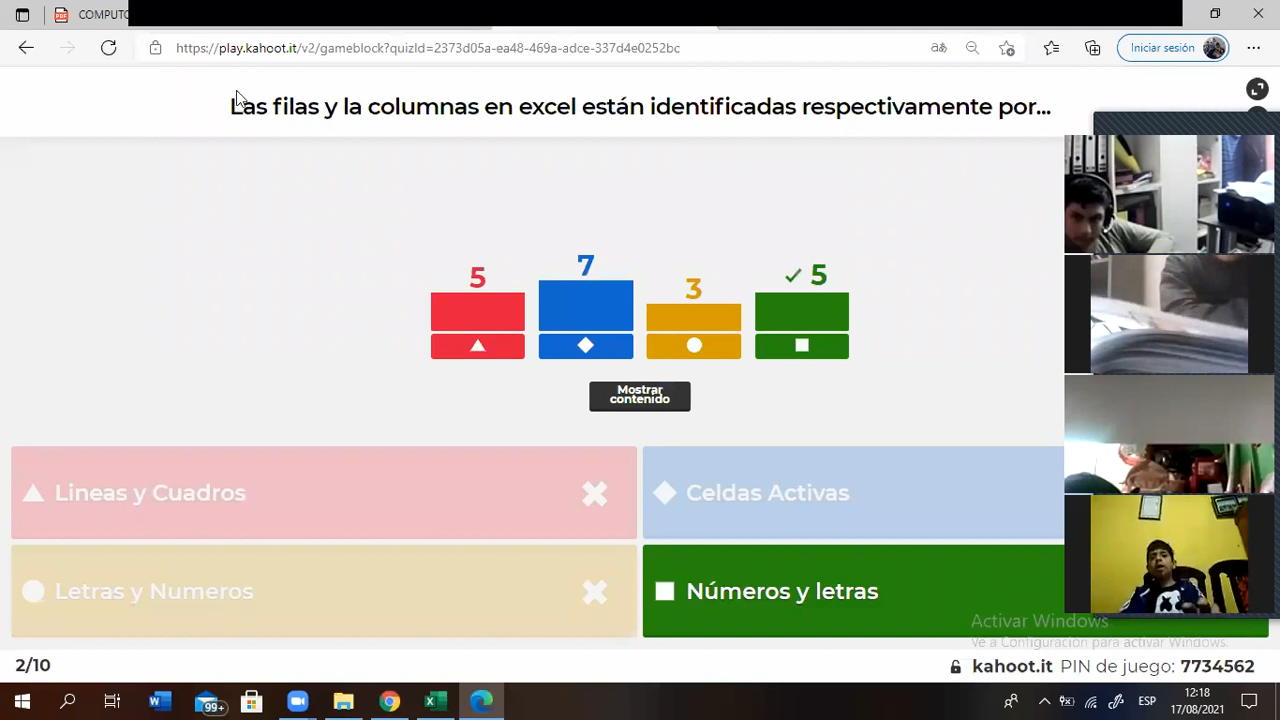 COMPUTO
https://play.kahoot.it/v2/gameblock?quizId=2373d05a-ea48-469a-adce-337d4e0252bc
Iniciar sesión
Las filas y la columnas en excel están identificadas respectivamente por...
5
7
3
5
Mostrar
contenido
Lineas y Cuadros
Celdas Activas
Letras y Numeros
Números y letras
Activar Windows
Ve a Configuración para activar Windows.
2/10
kahoot.it PIN de juego: 7734562
99+
ESP
12:18
17/08/2021